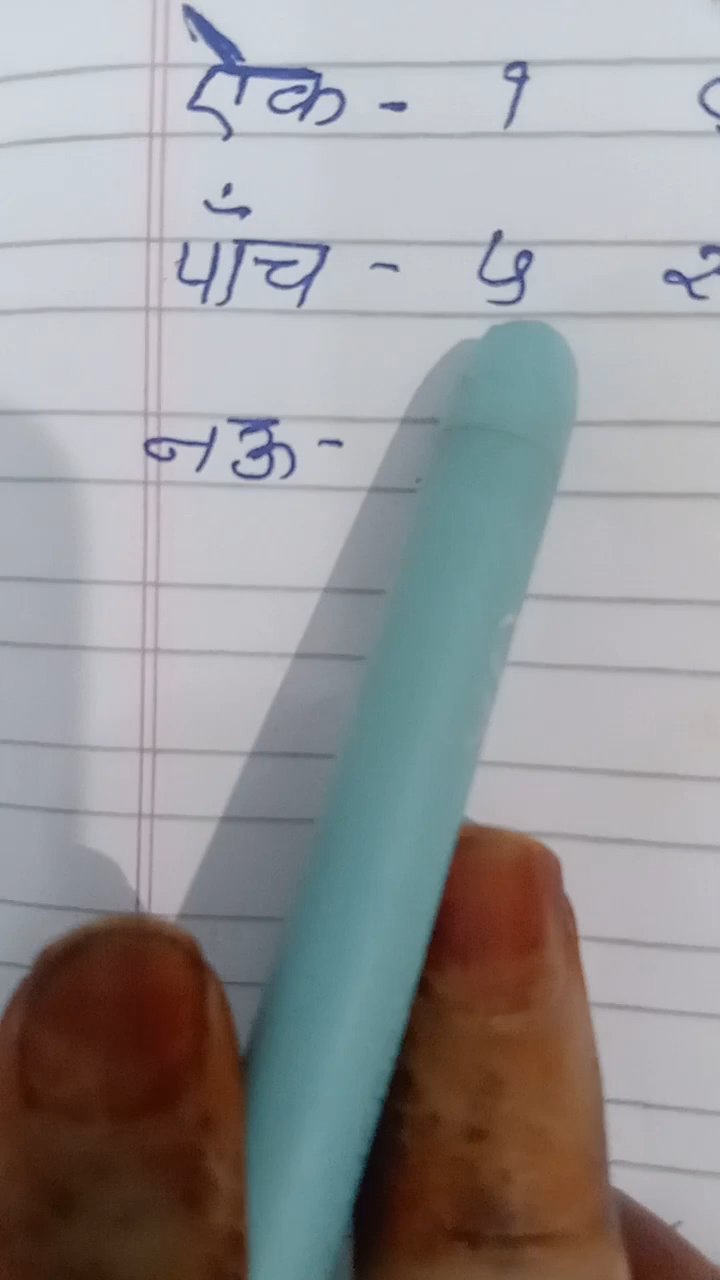 ऐक - १
पाँच - ५
नऊ -